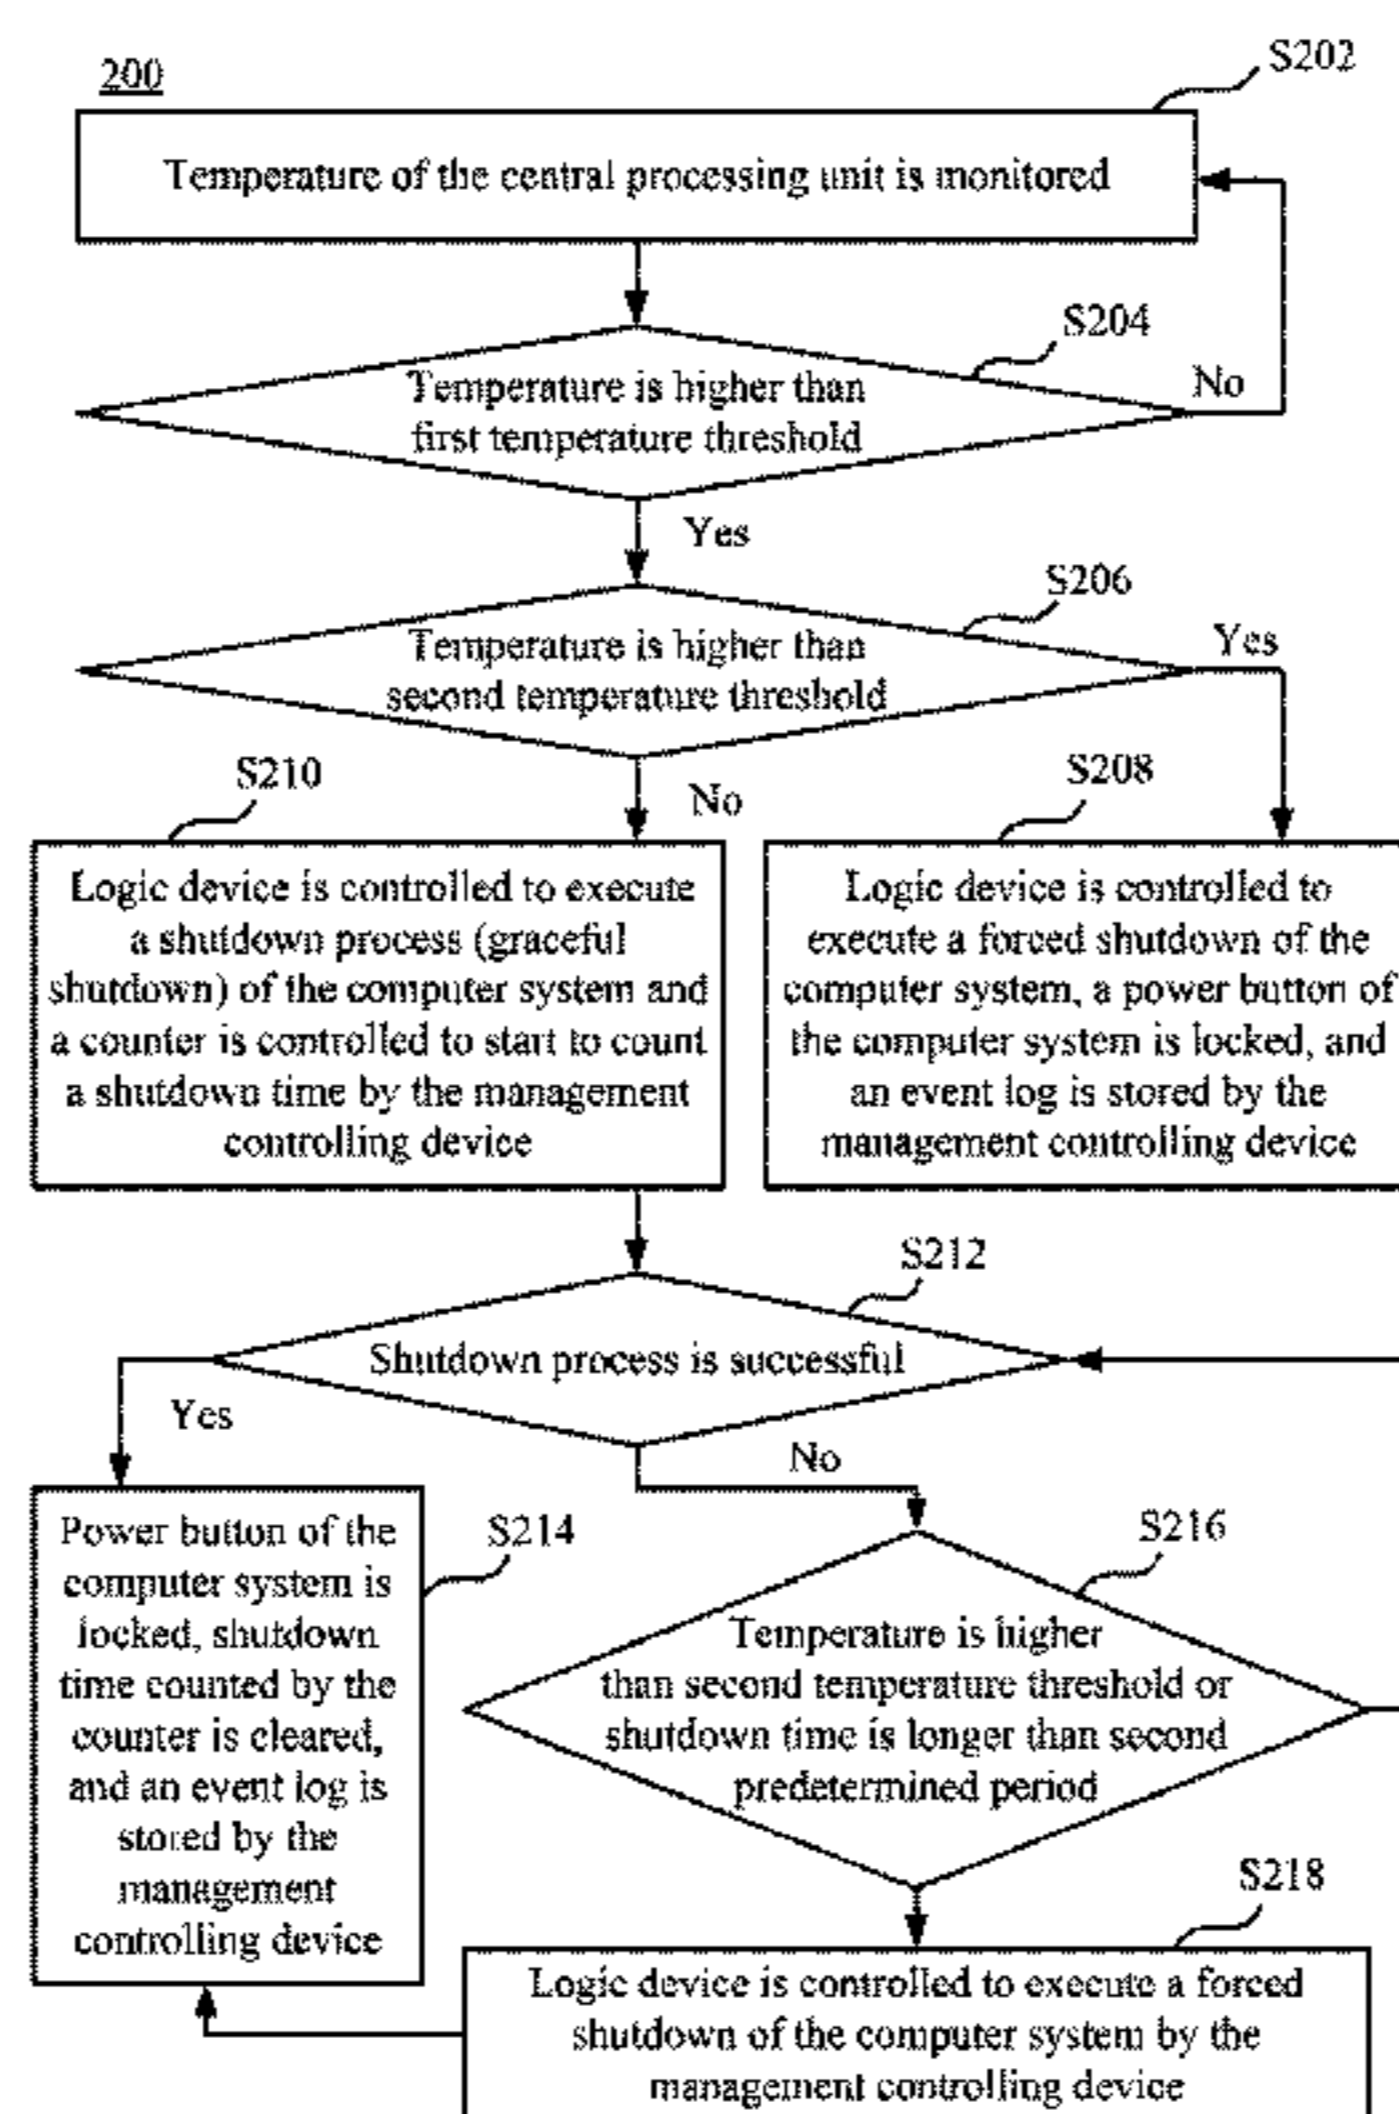 200
S202
Temperature of the central processing unit is monitored
S204
Temperature is higher than
first temperature threshold
No
Yes
S206
Temperature is higher than
second temperature threshold
Yes
No
S210
Logic device is controlled to execute
a shutdown process (graceful
shutdown) of the computer system and
a counter is controlled to start to count
a shutdown time by the management
controlling device
S208
Logic device is controlled to
execute a forced shutdown of the
computer system, a power button of
the computer system is locked, and
an event log is stored by the
management controlling device
S212
Shutdown process is successful
Yes
No
S214
Power button of the
computer system is
locked, shutdown
time counted by the
counter is cleared,
and an event log is
stored by the
management
controlling device
S216
Temperature is higher
than second temperature threshold or
shutdown time is longer than second
predetermined period
S218
Logic device is controlled to execute a forced
shutdown of the computer system by the
management controlling device